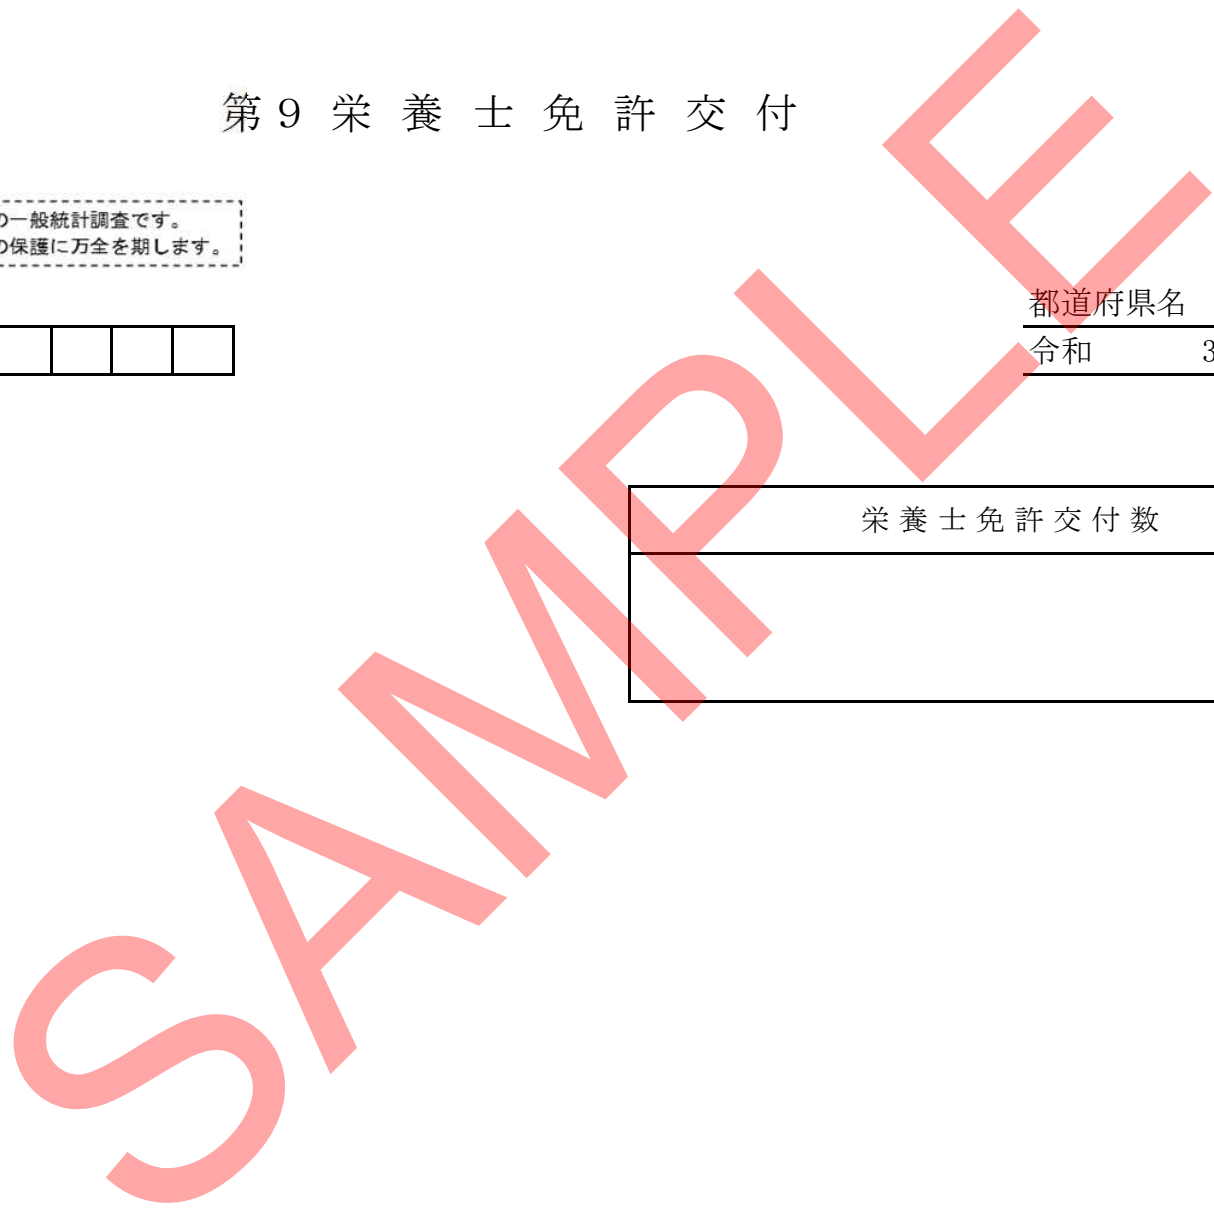 第9 栄養士免許交付
の一般統計調査です。
の保護に万全を期します。
都道府県名
令和 3
栄養士免許交付数
SAMPLE